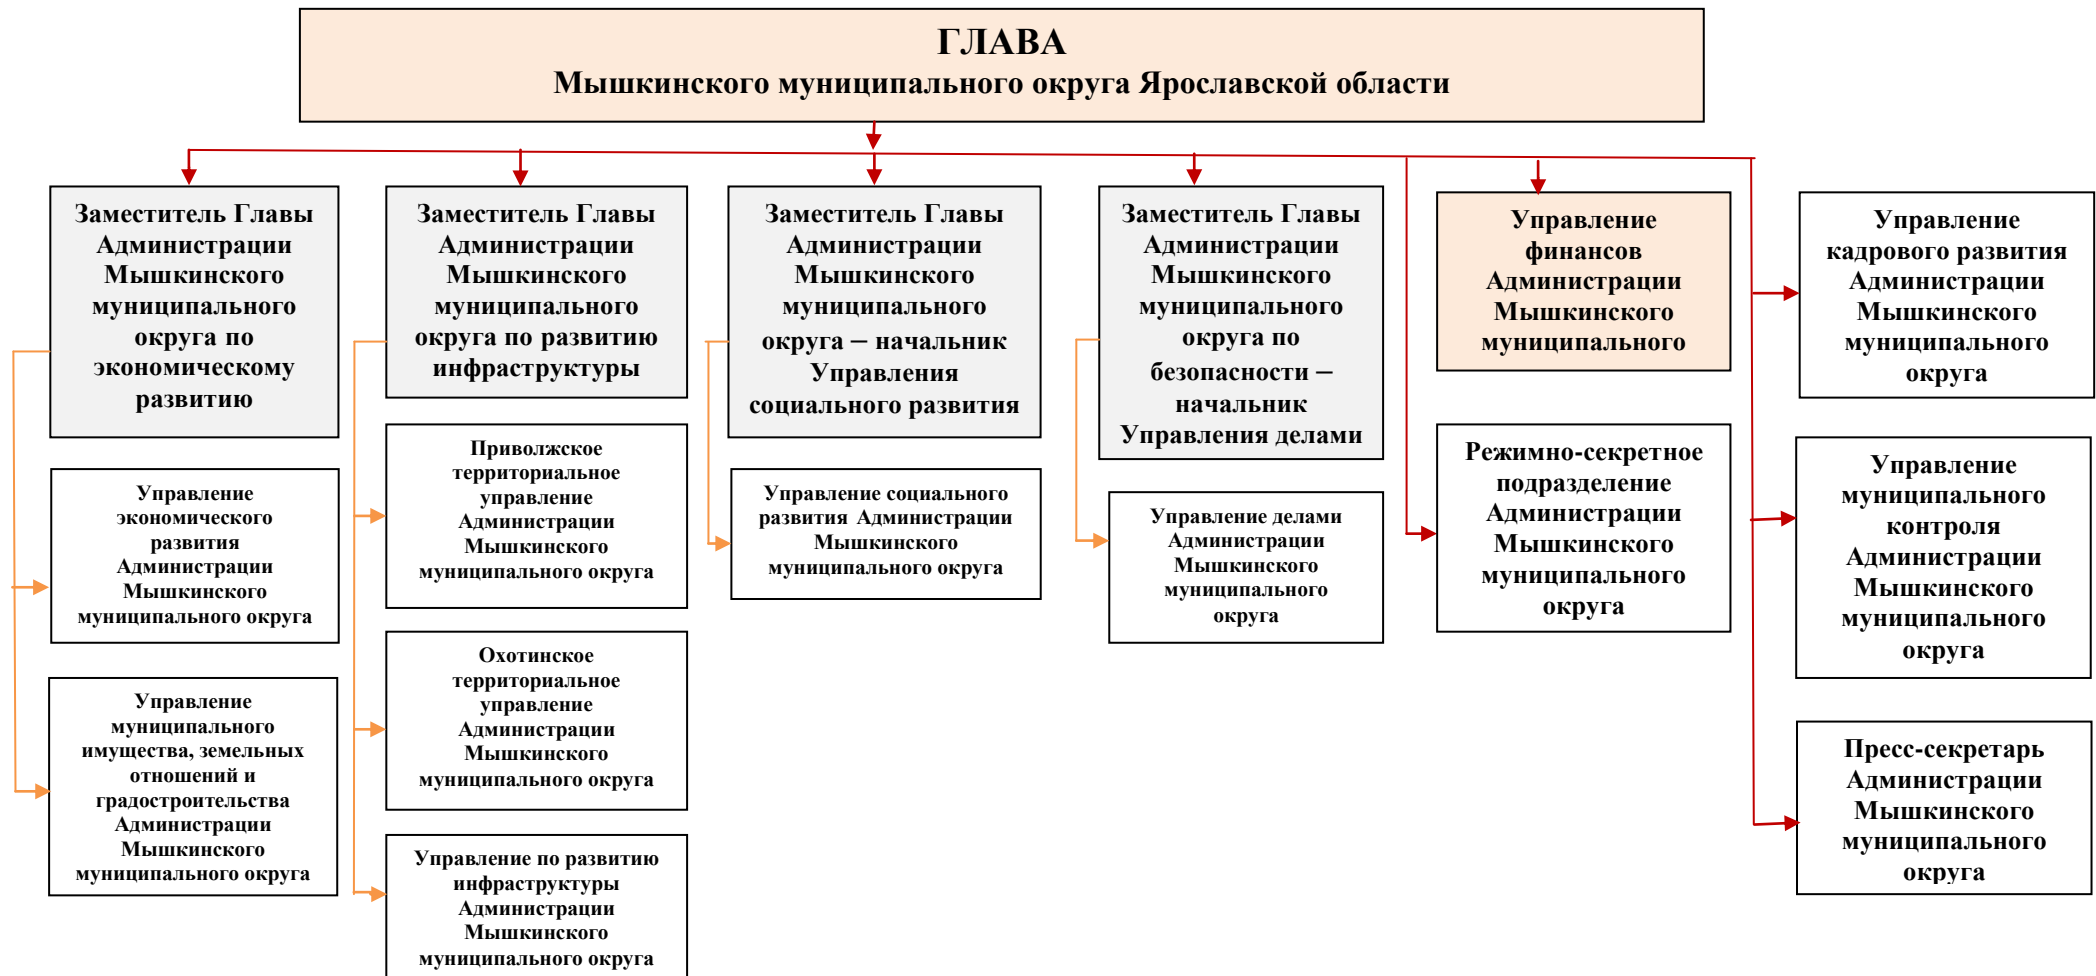 ГЛАВА
Мышкинского муниципального округа Ярославской области
Заместитель Главы
Администрации
Мышкинского
муниципального
округа по
экономическому
развитию
Управление
экономического
развития
Администрации
Мышкинского
муниципального округа
Управление
муниципального
имущества, земельных
отношений и
градостроительства
Администрации
Мышкинского
муниципального округа
Заместитель Главы
Администрации
Мышкинского
муниципального
округа по развитию
инфраструктуры
Приволжское
территориальное
управление
Администрации
Мышкинского
муниципального округа
Охотинское
территориальное
управление
Администрации
Мышкинского
муниципального округа
Управление по развитию
инфраструктуры
Администрации
Мышкинского
муниципального округа
Заместитель Главы
Администрации
Мышкинского
муниципального
округа – начальник
Управления
социального развития
Управление социального
развития Администрации
Мышкинского
муниципального округа
Заместитель Главы
Администрации
Мышкинского
муниципального
округа по
безопасности –
начальник
Управления делами
Управление делами
Администрации
Мышкинского
муниципального
округа
Управление
финансов
Администрации
Мышкинского
муниципального
Режимно-секретное
подразделение
Администрации
Мышкинского
муниципального
округа
Управление
кадрового развития
Администрации
Мышкинского
муниципального
округа
Управление
муниципального
контроля
Администрации
Мышкинского
муниципального
округа
Пресс-секретарь
Администрации
Мышкинского
муниципального
округа